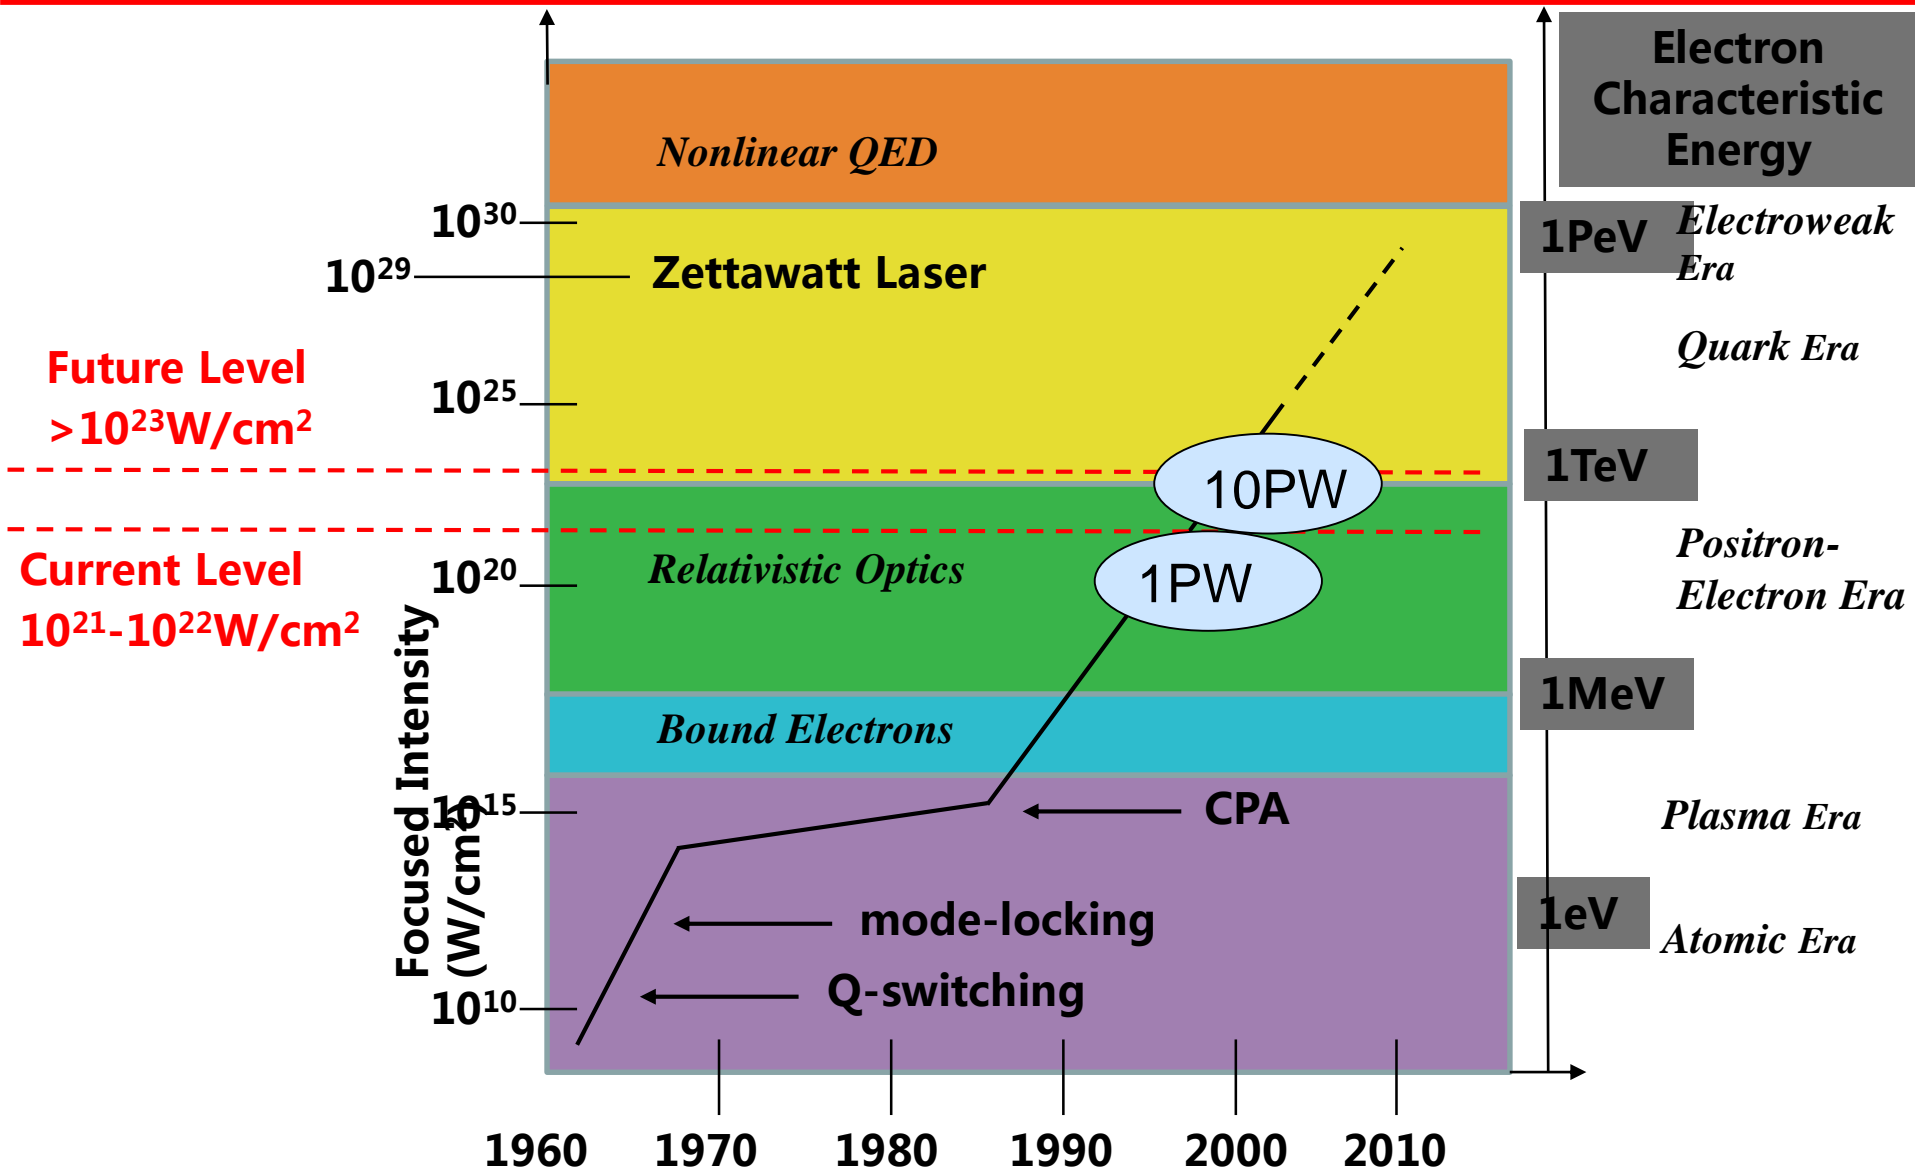 Electron
Characteristic
Energy
Nonlinear QED
10³⁰
1PeV
Electroweak
Era
10²⁹
Zettawatt Laser
Quark Era
Future Level
>10²³W/cm²
10²⁵
1TeV
10PW
Current Level
10²¹-10²²W/cm²
10²⁰
Relativistic Optics
1PW
Positron-
Electron Era
1MeV
Bound Electrons
Focused Intensity
(W/cm²)
10¹⁵
CPA
Plasma Era
mode-locking
1eV
Atomic Era
Q-switching
10¹⁰
1960 1970 1980 1990 2000 2010